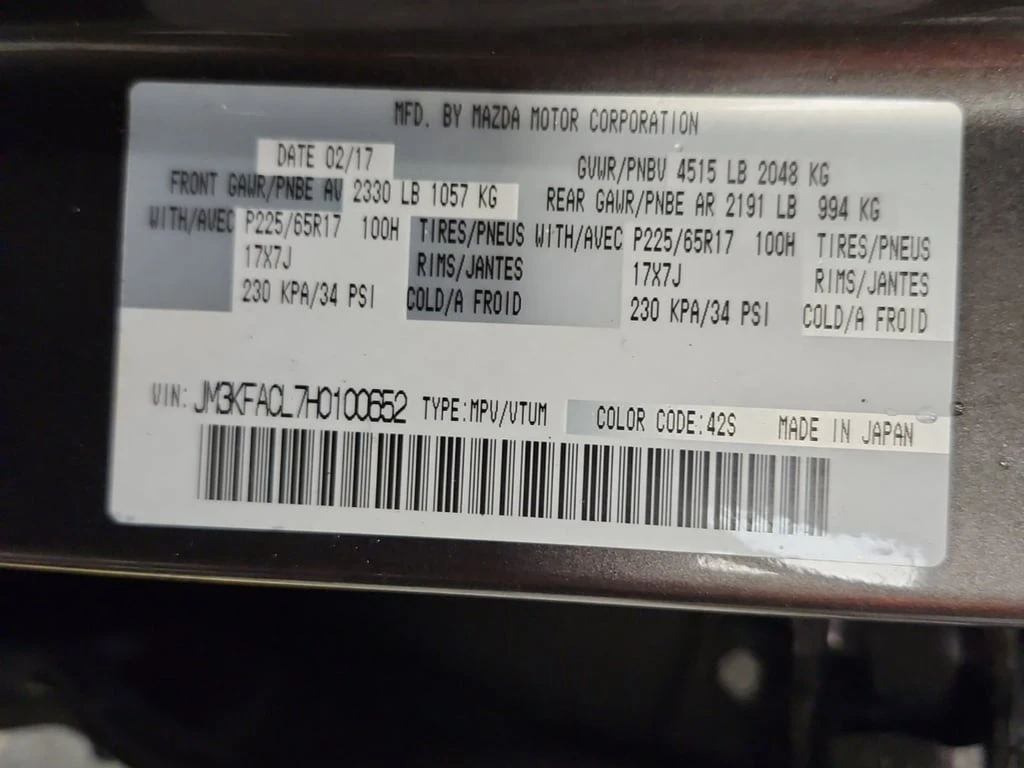 MFD. BY MAZDA MOTOR CORPORATION
DATE 02/17 GVWR/PNBV 4515 LB 2048 KG
FRONT GAWR/PNBE AV 2330 LB 1057 KG REAR GAWR/PNBE AR 2191 LB 994 KG
WITH/AVEC P225/65R17 100H TIRES/PNEUS WITH/AVEC P225/65R17 100H TIRES/PNEUS
17X7J RIMS/JANTES 17X7J RIMS/JANTES
230 KPA/34 PSI COLD/A FROID 230 KPA/34 PSI COLD/A FROID
VIN: JM3KFACL7H0100652 TYPE:MPV/VTUM COLOR CODE:42S MADE IN JAPAN